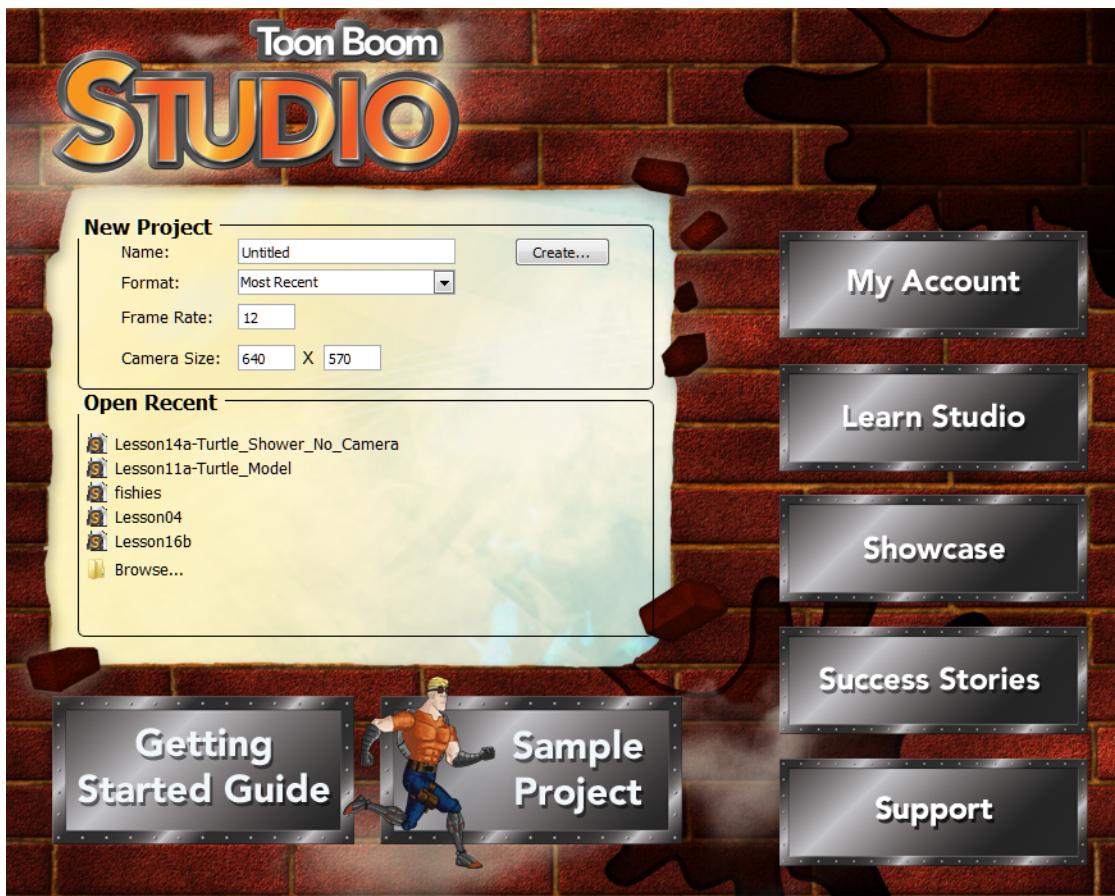 Toon Boom
STUDIO
New Project
Name: Untitled Create...
Format: Most Recent
Frame Rate: 12
Camera Size: 640 X 570
Open Recent
Lesson14a-Turtle_Shower_No_Camera
Lesson11a-Turtle_Model
fishies
Lesson04
Lesson16b
Browse...
My Account
Learn Studio
Showcase
Success Stories
Support
Getting
Started Guide
Sample
Project